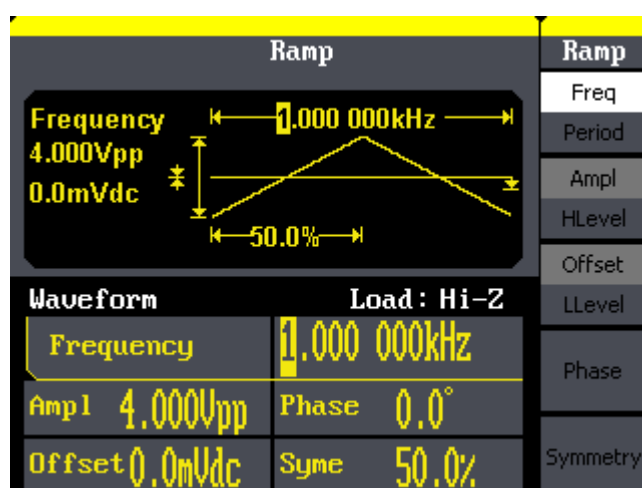 Ramp
Ramp
Frequency
1.000 000kHz
4.000Vpp
0.0mVdc
50.0%
Freq
Period
Ampl
HLevel
Offset
LLevel
Phase
Symmetry
Waveform
Load: Hi-Z
Frequency
1.000 000kHz
Ampl 4.000Vpp
Phase 0.0°
Offset 0.0mVdc
Syme 50.0%